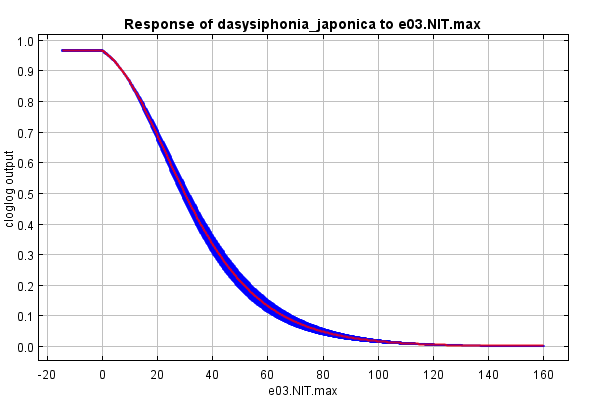 Response of dasysiphonia_japonica to e03.NIT.max
1.0
0.9
0.8
0.7
0.6
0.5
0.4
0.3
0.2
0.1
0.0
cloglog output
-20 0 20 40 60 80 100 120 140 160
e03.NIT.max